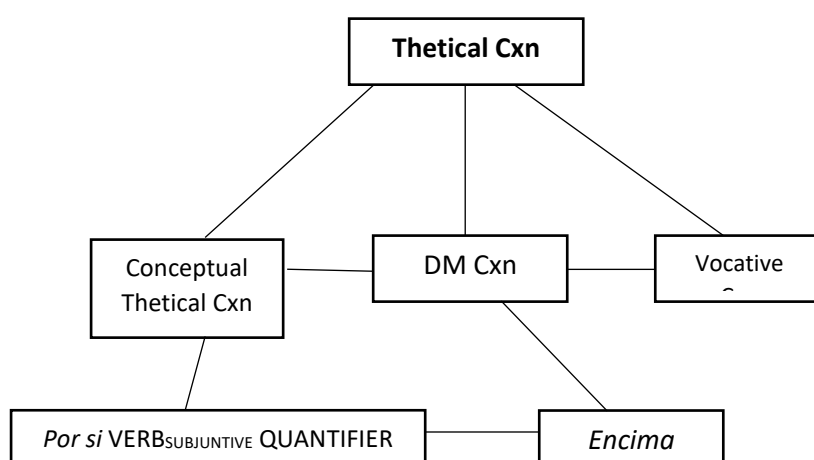 Thetical Cxn
Conceptual
Thetical Cxn
DM Cxn
Vocative
Por si VERBSUBJUNTIVE QUANTIFIER
Encima